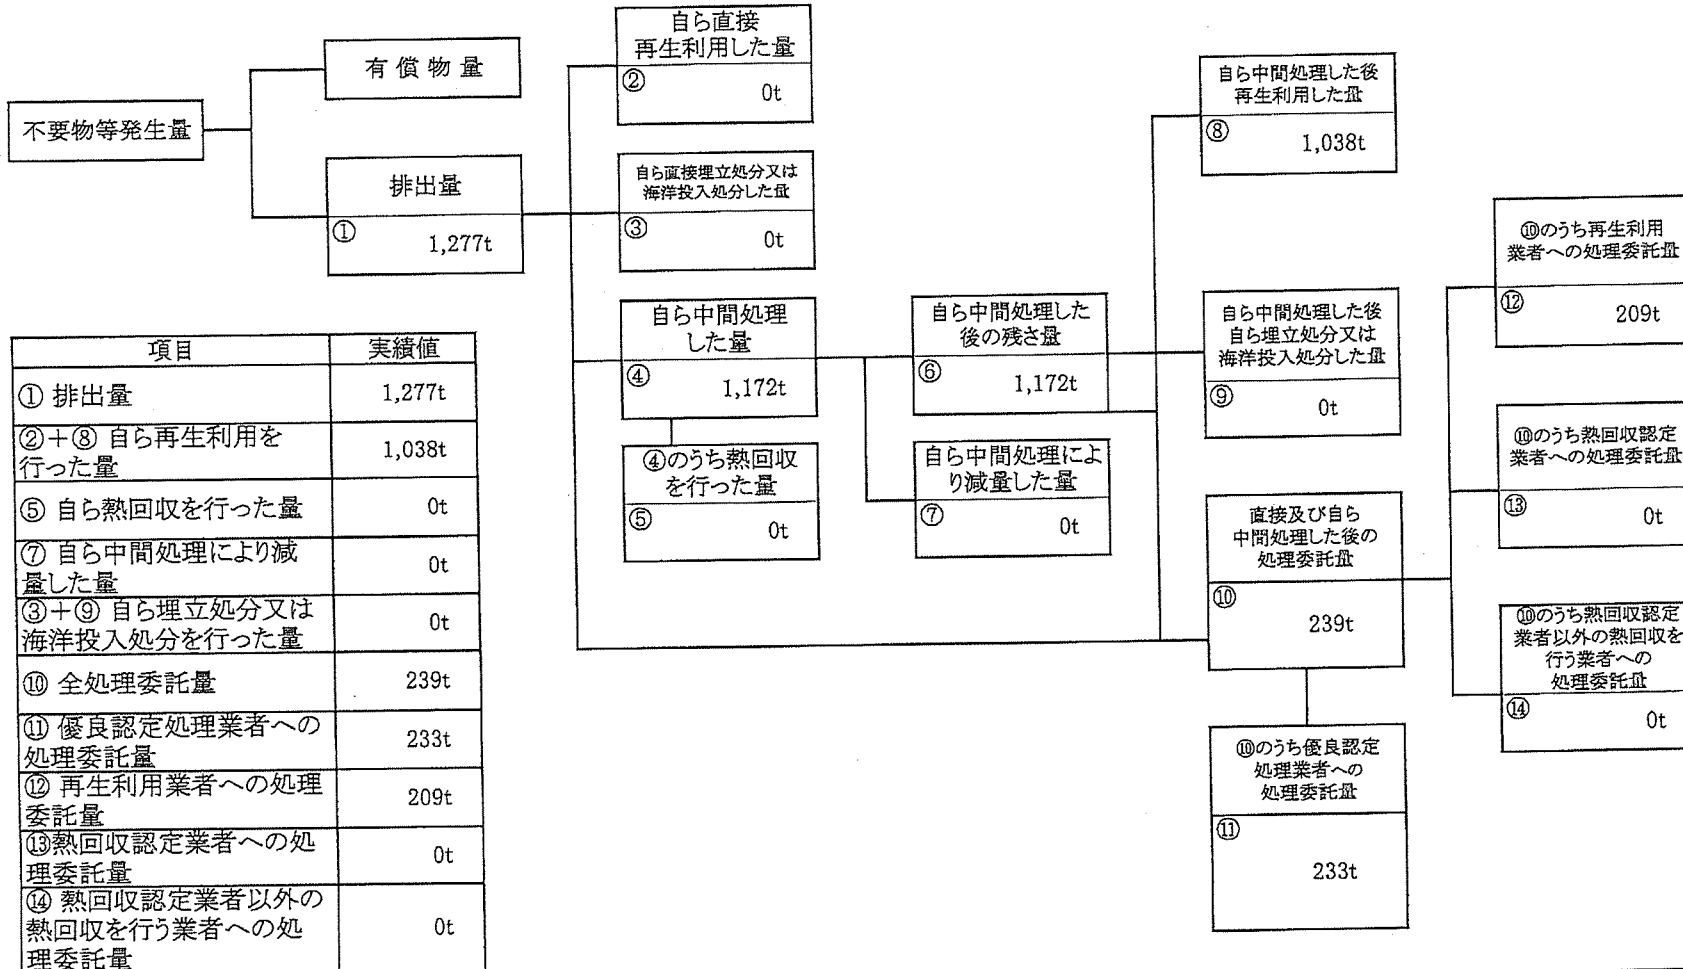 不要物等発生量
有償物量
排出量
①
1,277t
自ら直接
再生利用した量
②
0t
自ら直接埋立処分又は
海洋投入処分した量
③
0t
自ら中間処理
した量
④
1,172t
④のうち熱回収
を行った量
⑤
0t
自ら中間処理した
後の残さ量
⑥
1,172t
自ら中間処理によ
り減量した量
⑦
0t
自ら中間処理した後
再生利用した量
⑧
1,038t
自ら中間処理した後
自ら埋立処分又は
海洋投入処分した量
⑨
0t
直接及び自ら
中間処理した後の
処理委託量
⑩
239t
⑩のうち優良認定
処理業者への
処理委託量
⑪
233t
⑩のうち再生利用
業者への処理委託量
⑫
209t
⑩のうち熱回収認定
業者への処理委託量
⑬
0t
⑩のうち熱回収認定
業者以外の熱回収を
行う業者への
処理委託量
⑭
0t
項目 実績値
① 排出量 1,277t
②+⑧ 自ら再生利用を
行った量 1,038t
⑤ 自ら熱回収を行った量 0t
⑦ 自ら中間処理により減
量した量 0t
③+⑨ 自ら埋立処分又は
海洋投入処分を行った量 0t
⑩ 全処理委託量 239t
⑪ 優良認定処理業者への
処理委託量 233t
⑫ 再生利用業者への処理
委託量 209t
⑬熱回収認定業者への処
理委託量 0t
⑭ 熱回収認定業者以外の
熱回収を行う業者への処
理委託量 0t